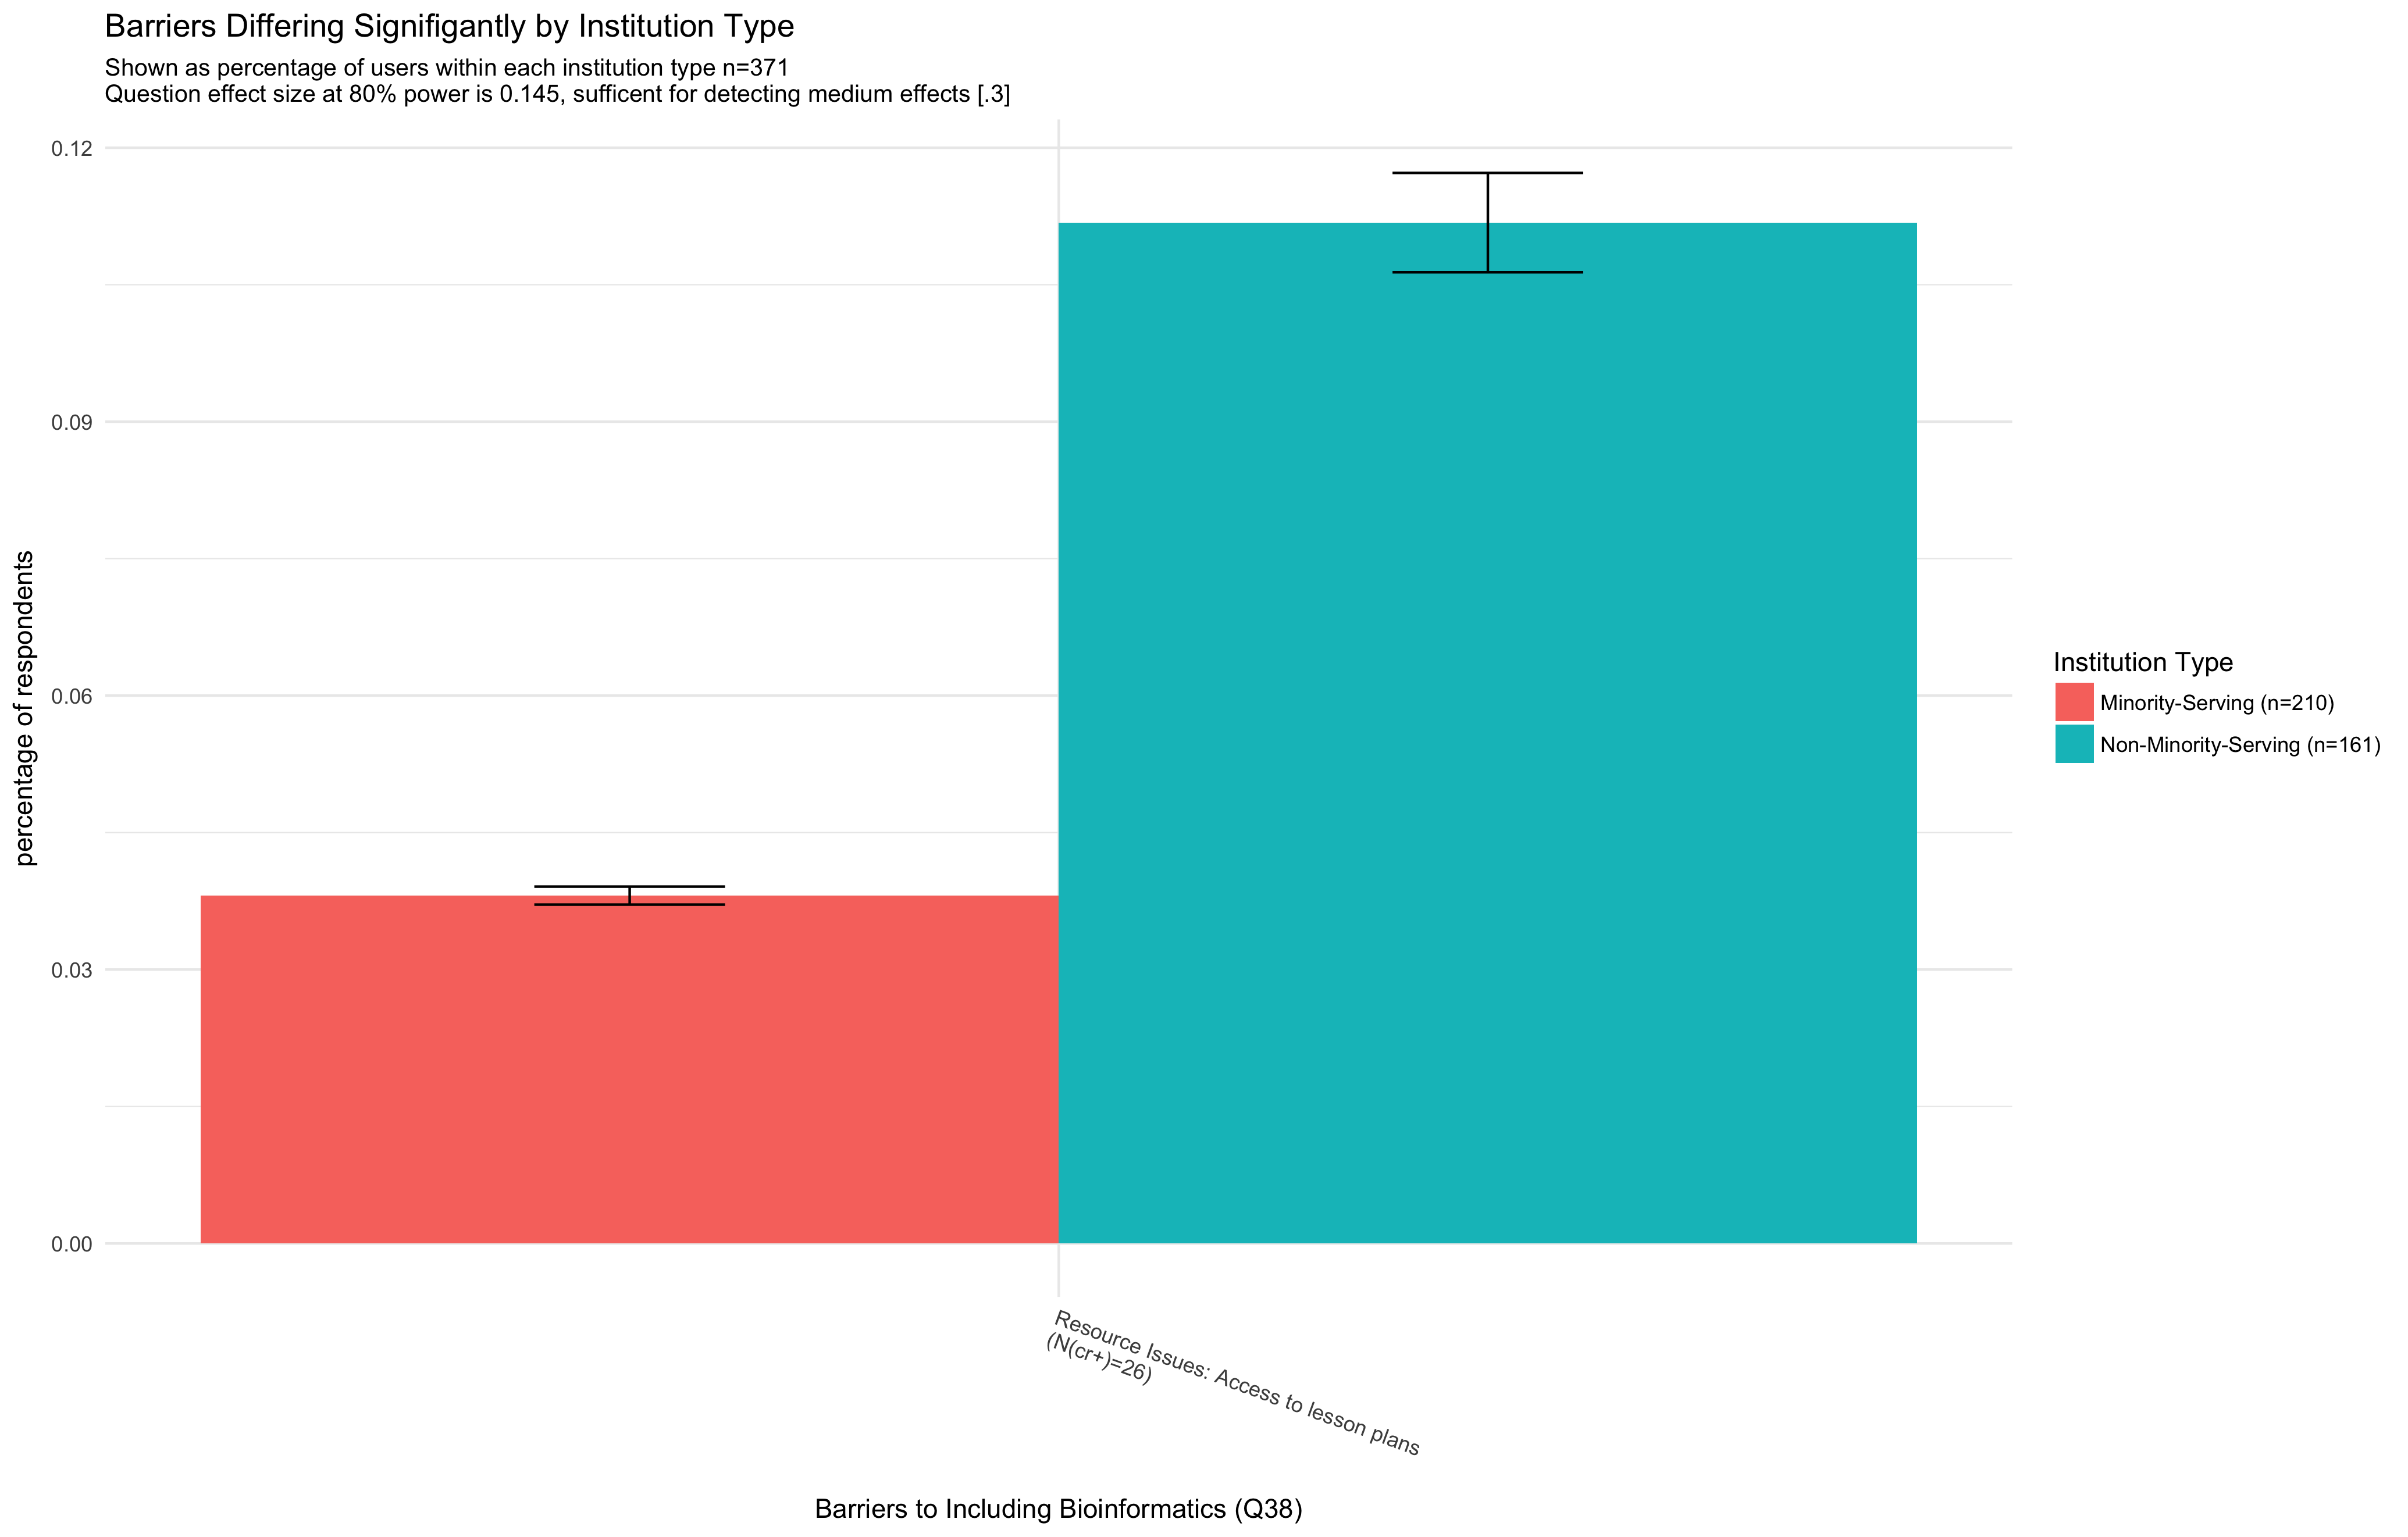 Barriers Differing Signifigantly by Institution Type
Shown as percentage of users within each institution type n=371
Question effect size at 80% power is 0.145, sufficent for detecting medium effects [.3]
0.12
0.09
0.06
0.03
0.00
percentage of respondents
Institution Type
Minority-Serving (n=210)
Non-Minority-Serving (n=161)
Resource Issues: Access to lesson plans
(N(cr+)=26)
Barriers to Including Bioinformatics (Q38)